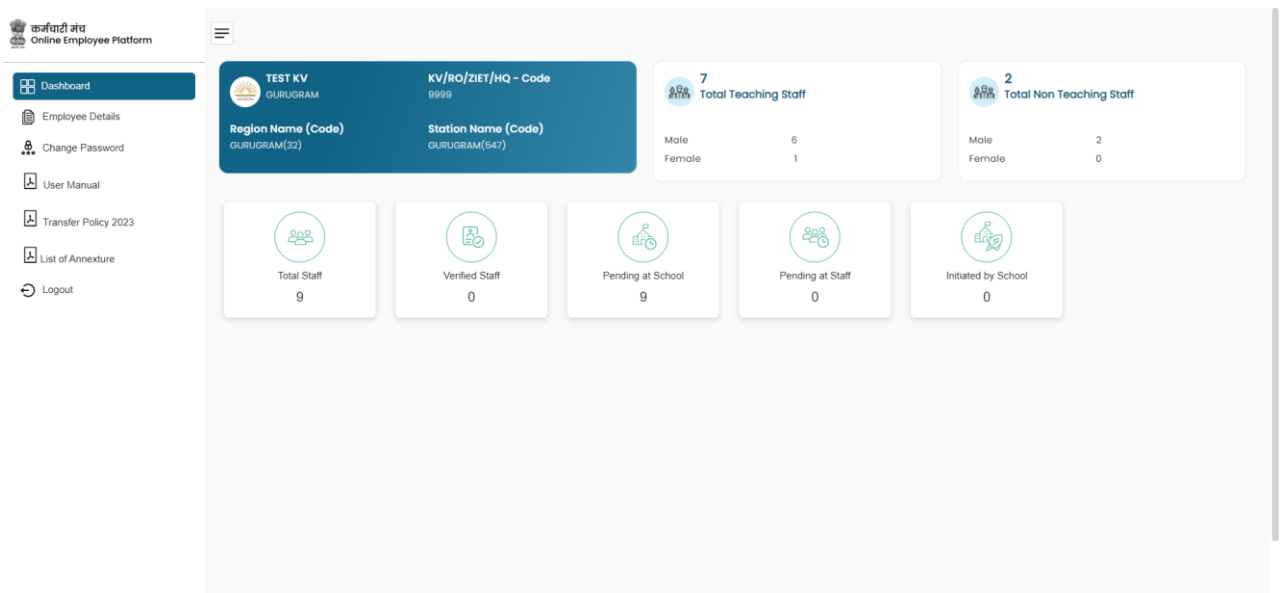 कर्मचारी मंच
Online Employee Platform
Dashboard
Employee Details
Change Password
User Manual
Transfer Policy 2023
List of Annexture
Logout
TEST KV
GURUGRAM
KV/RO/ZIET/HQ - Code
9999
Region Name (Code)
GURUGRAM(32)
Station Name (Code)
GURUGRAM(547)
7
Total Teaching Staff
Male 6
Female 1
2
Total Non Teaching Staff
Male 2
Female 0
Total Staff
9
Verified Staff
0
Pending at School
9
Pending at Staff
0
Initiated by School
0